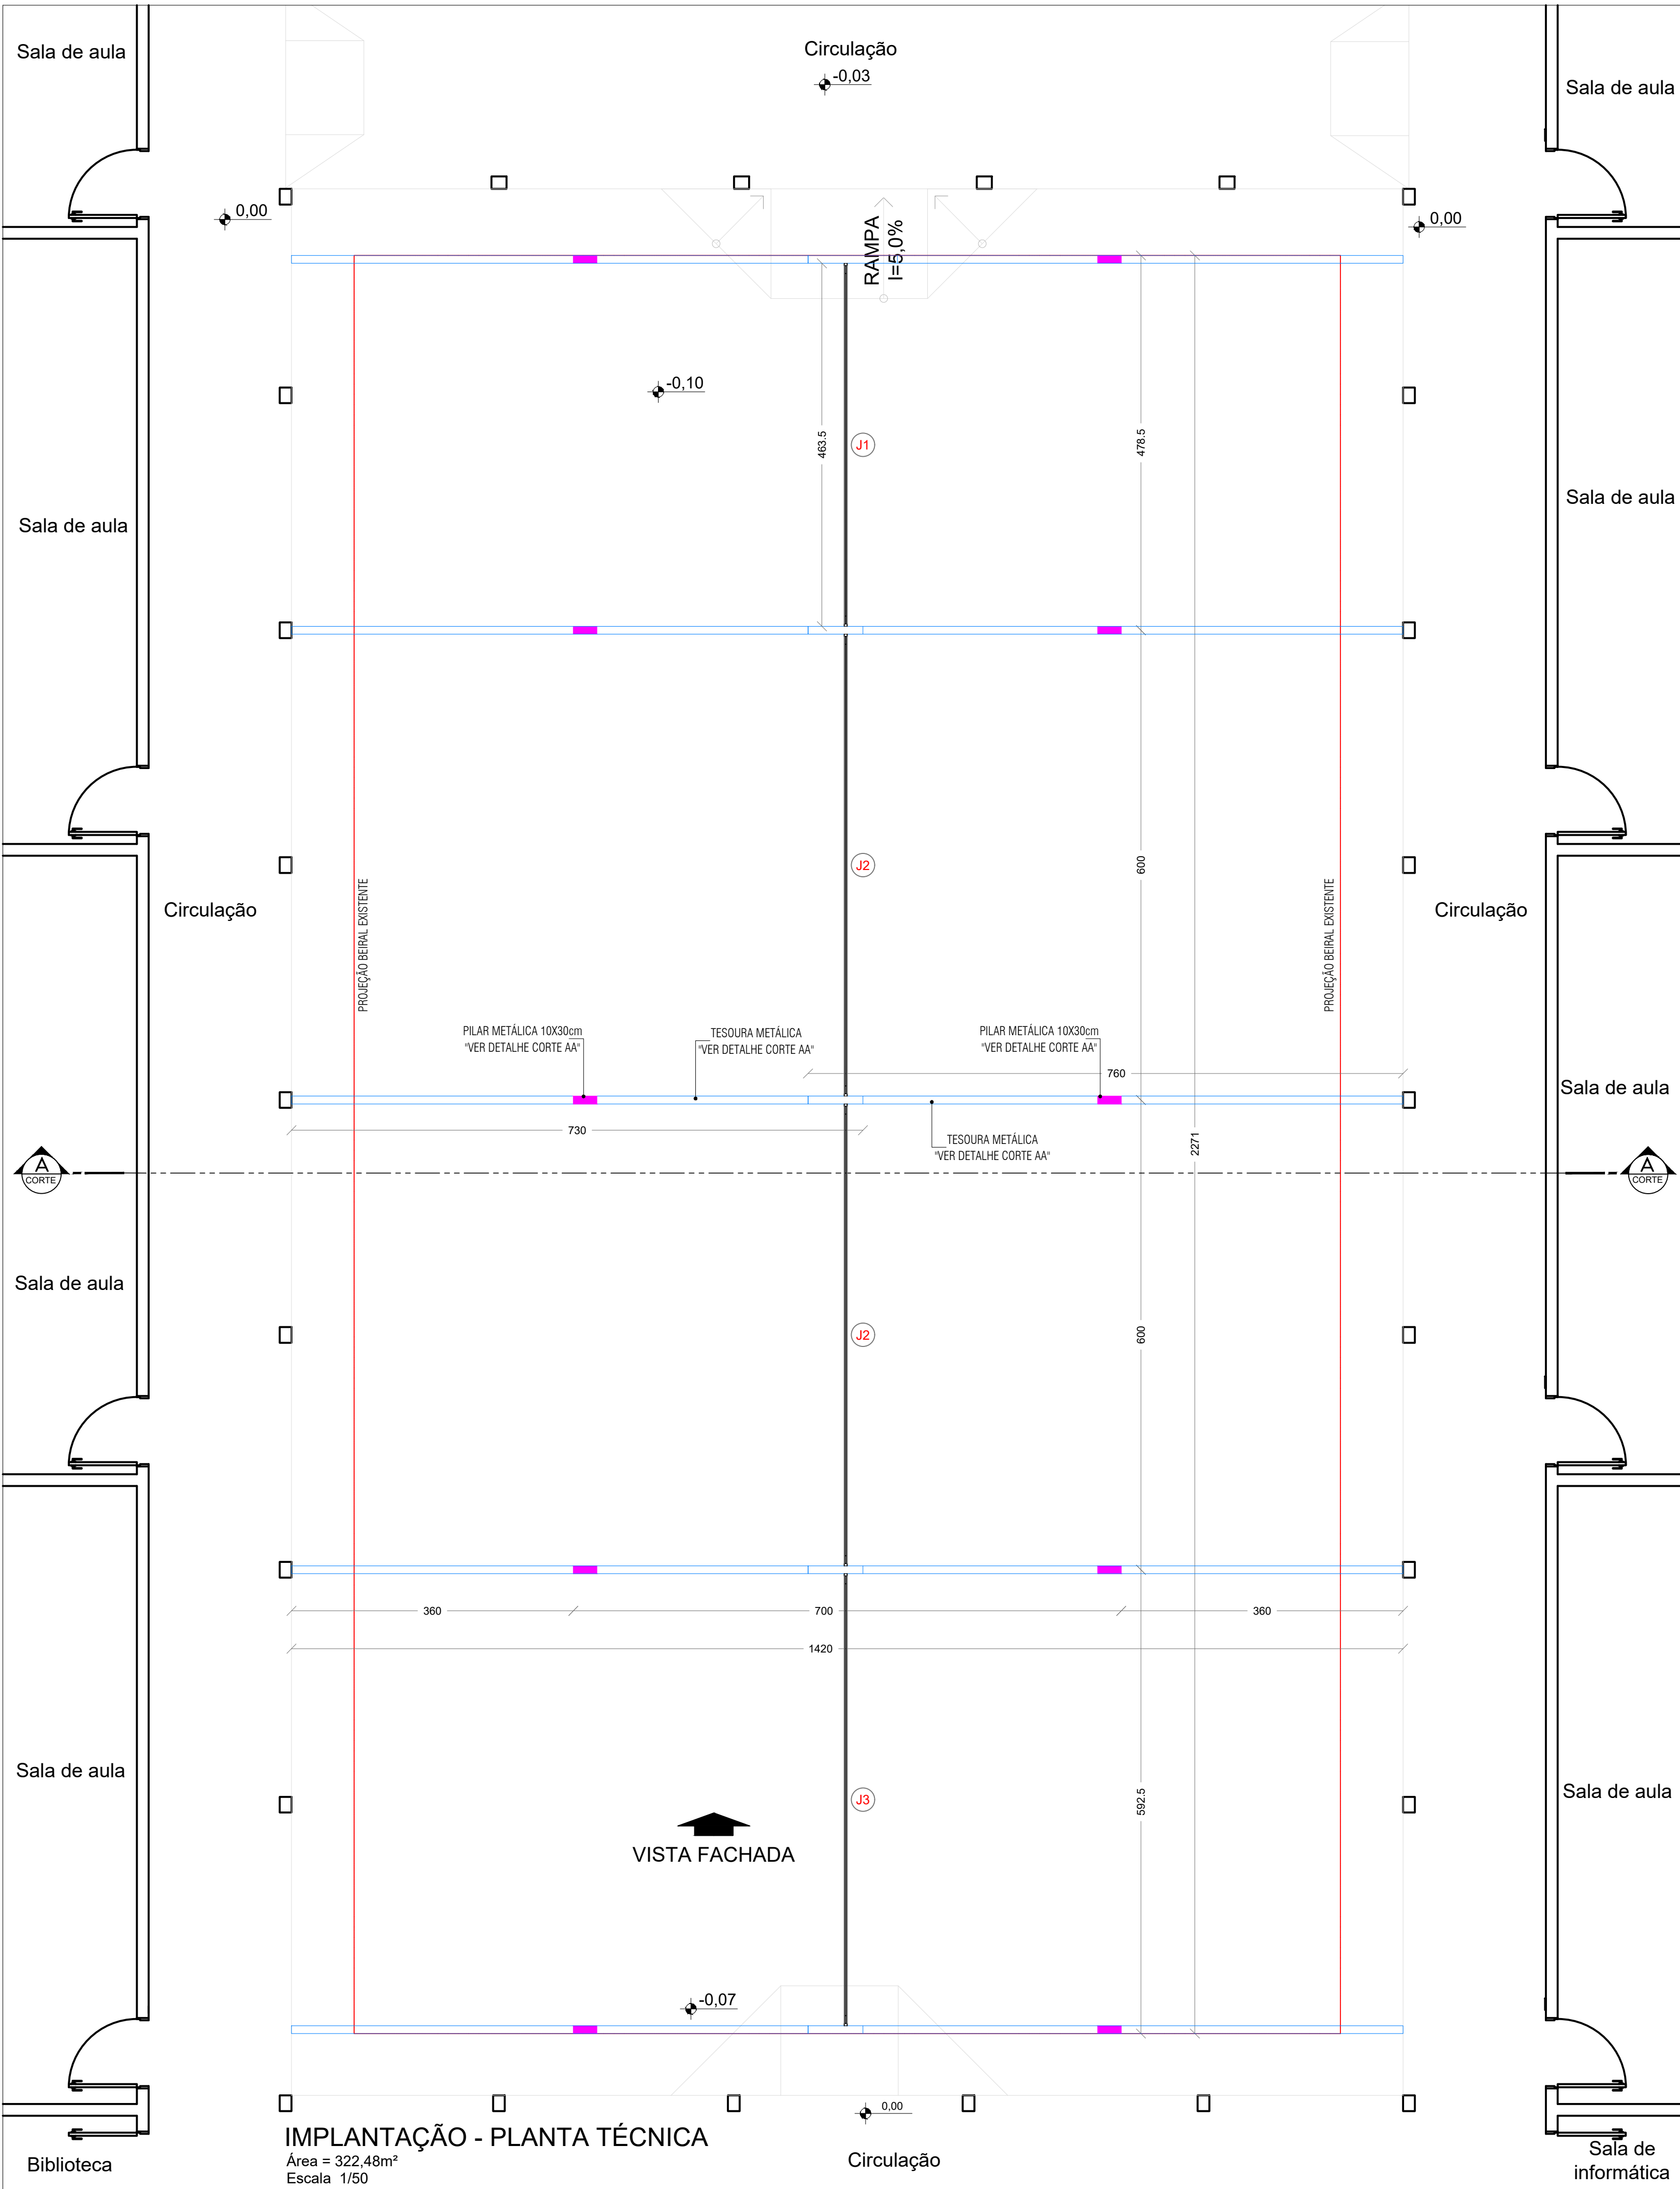 Sala de aula
Circulação
-0,03
Sala de aula
0,00
RAMPA
I=5,0%
0,00
-0,10
463.5
J1
478.5
Sala de aula
Sala de aula
J2
600
Circulação
PROJEÇÃO BEIRAL EXISTENTE
PROJEÇÃO BEIRAL EXISTENTE
Circulação
PILAR METÁLICA 10X30cm
"VER DETALHE CORTE AA"
TESOURA METÁLICA
"VER DETALHE CORTE AA"
PILAR METÁLICA 10X30cm
"VER DETALHE CORTE AA"
760
Sala de aula
730
TESOURA METÁLICA
"VER DETALHE CORTE AA"
2271
A
CORTE
A
CORTE
Sala de aula
J2
600
360
700
360
1420
Sala de aula
J3
592.5
Sala de aula
VISTA FACHADA
-0,07
0,00
IMPLANTAÇÃO - PLANTA TÉCNICA
Área = 322,48m²
Escala 1/50
Biblioteca
Circulação
Sala de
informática